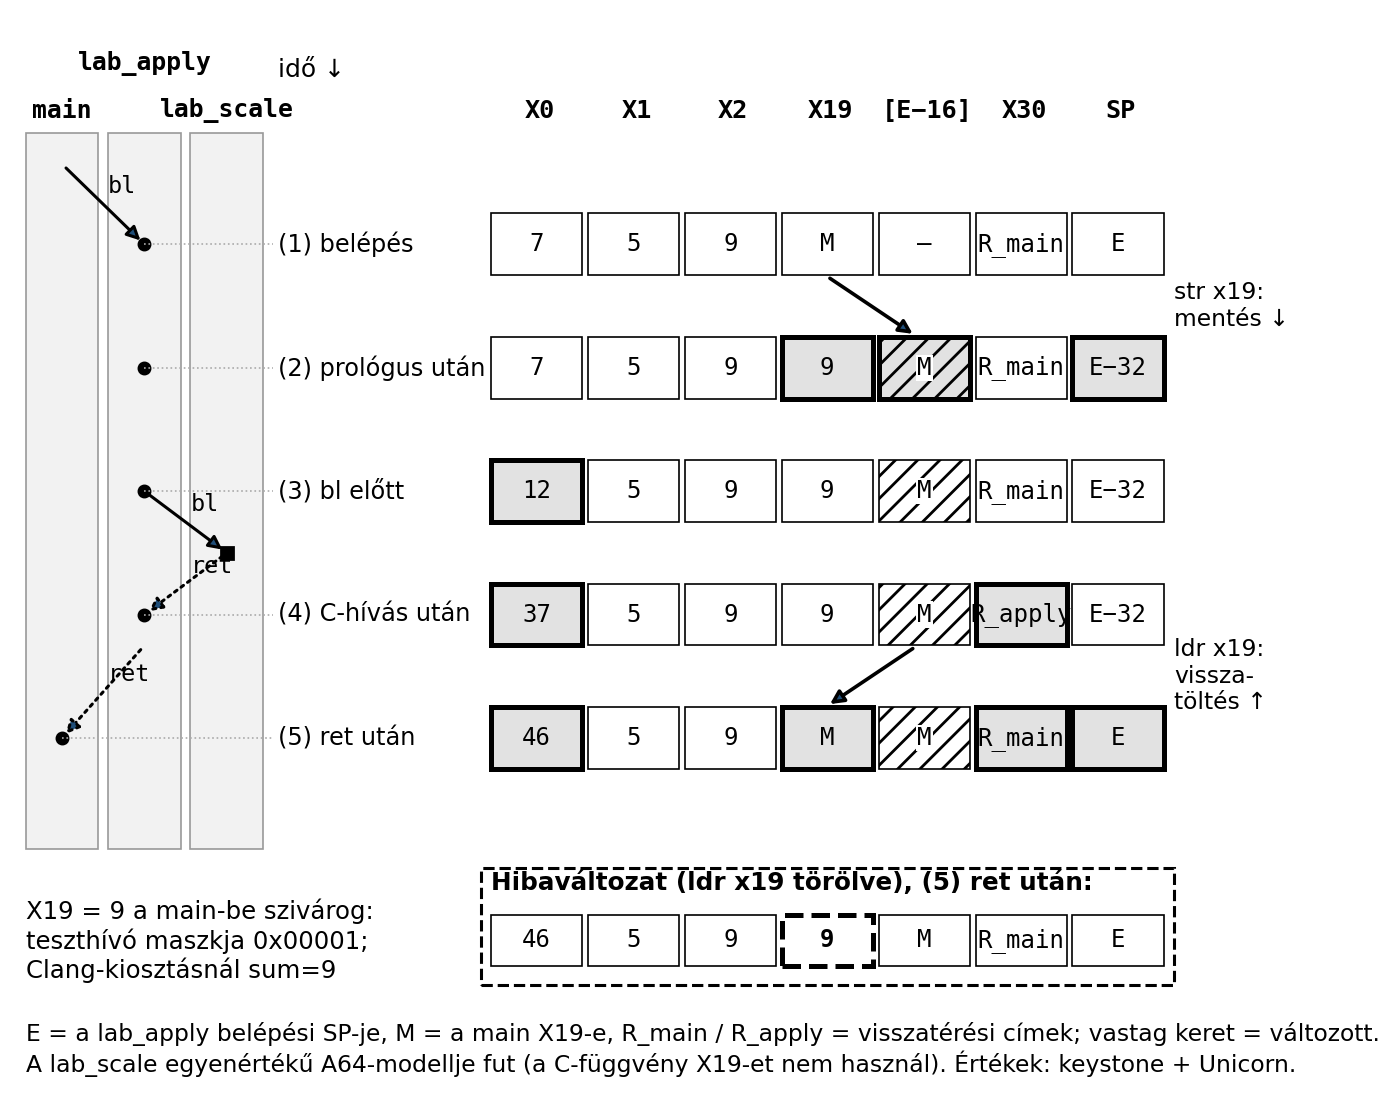 lab_apply
idő ↓
main lab_scale X0 X1 X2 X19 [E−16] X30 SP
bl
(1) belépés 7 5 9 M — R_main E
str x19:
mentés ↓
(2) prológus után 7 5 9 9 M R_main E−32
(3) bl előtt 12 5 9 9 M R_main E−32
bl
ret
(4) C-hívás után 37 5 9 9 M R_apply E−32
ldr x19:
vissza-
töltés ↑
ret
(5) ret után 46 5 9 M M R_main E
Hibaváltozat (ldr x19 törölve), (5) ret után:
46 5 9 9 M R_main E
X19 = 9 a main-be szivárog:
teszthívó maszkja 0x00001;
Clang-kiosztásnál sum=9
E = a lab_apply belépési SP-je, M = a main X19-e, R_main / R_apply = visszatérési címek; vastag keret = változott.
A lab_scale egyenértékű A64-modellje fut (a C-függvény X19-et nem használ). Értékek: keystone + Unicorn.